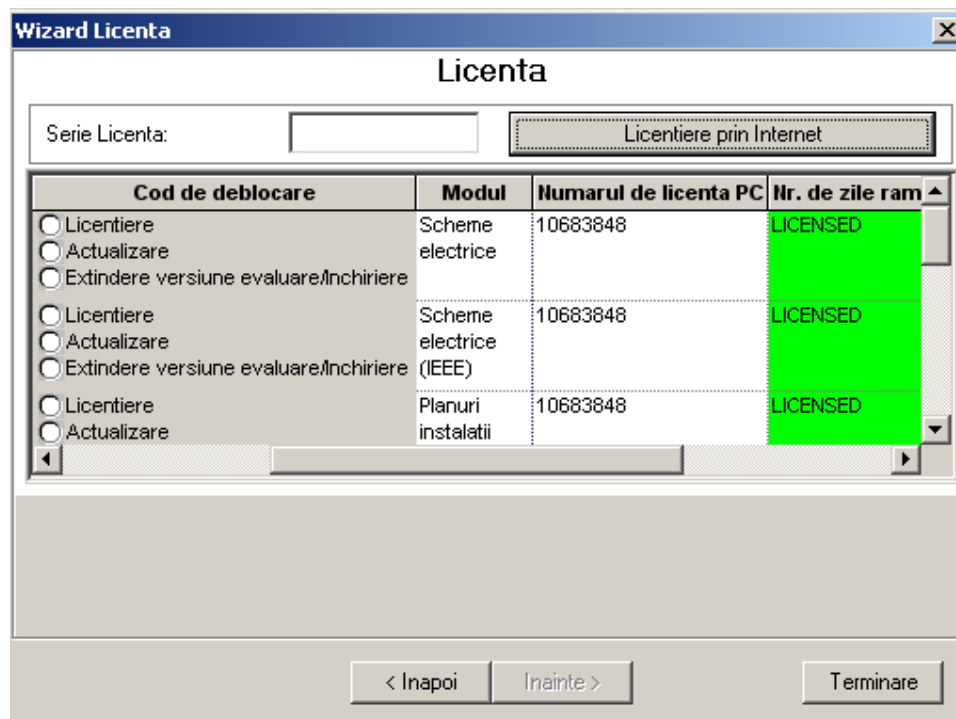 Wizard Licenta
Licenta
Serie Licenta:
Licentiere prin Internet
Cod de deblocare Modul Numarul de licenta PC Nr. de zile ram
Licentiere Scheme 10683848 LICENSED
Actualizare electrice
Extindere versiune evaluare/Inchiriere
Licentiere Scheme 10683848 LICENSED
Actualizare electrice
Extindere versiune evaluare/Inchiriere (IEEE)
Licentiere Planuri 10683848 LICENSED
Actualizare instalatii
< Inapoi Inainte > Terminare